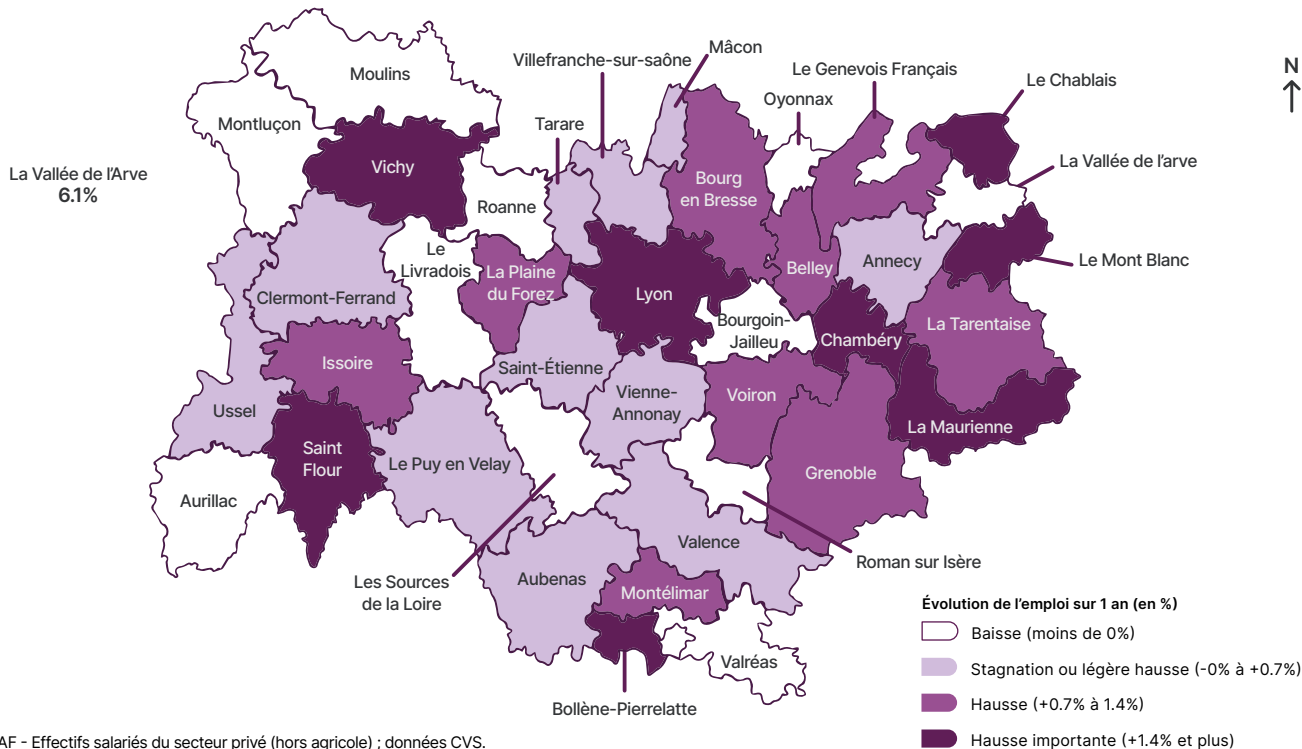 Moulins
Villefranche-sur-saône
Mâcon
Le Genevois Français
N
Oyonnax
Le Chablais
Montluçon
Tarare
La Vallée de l'Arve
6.1%
Vichy
La Vallée de l'arve
Bourg
en Bresse
Roanne
Le
Livradois
La Plaine
du Forez
Belley
Annecy
Le Mont Blanc
Clermont-Ferrand
Lyon
Bourgoin-
Jailleu
Chambéry
La Tarentaise
Issoire
Saint-Étienne
Vienne-
Annonay
Voiron
Ussel
La Maurienne
Saint
Flour
Le Puy en Velay
Grenoble
Aurillac
Valence
Roman sur Isère
Les Sources
de la Loire
Aubenas
Montélimar
Valréas
Bollène-Pierrelatte
Évolution de l'emploi sur 1 an (en %)
Baisse (moins de 0%)
Stagnation ou légère hausse (-0% à +0.7%)
Hausse (+0.7% à 1.4%)
Hausse importante (+1.4% et plus)
AF - Effectifs salariés du secteur privé (hors agricole) ; données CVS.